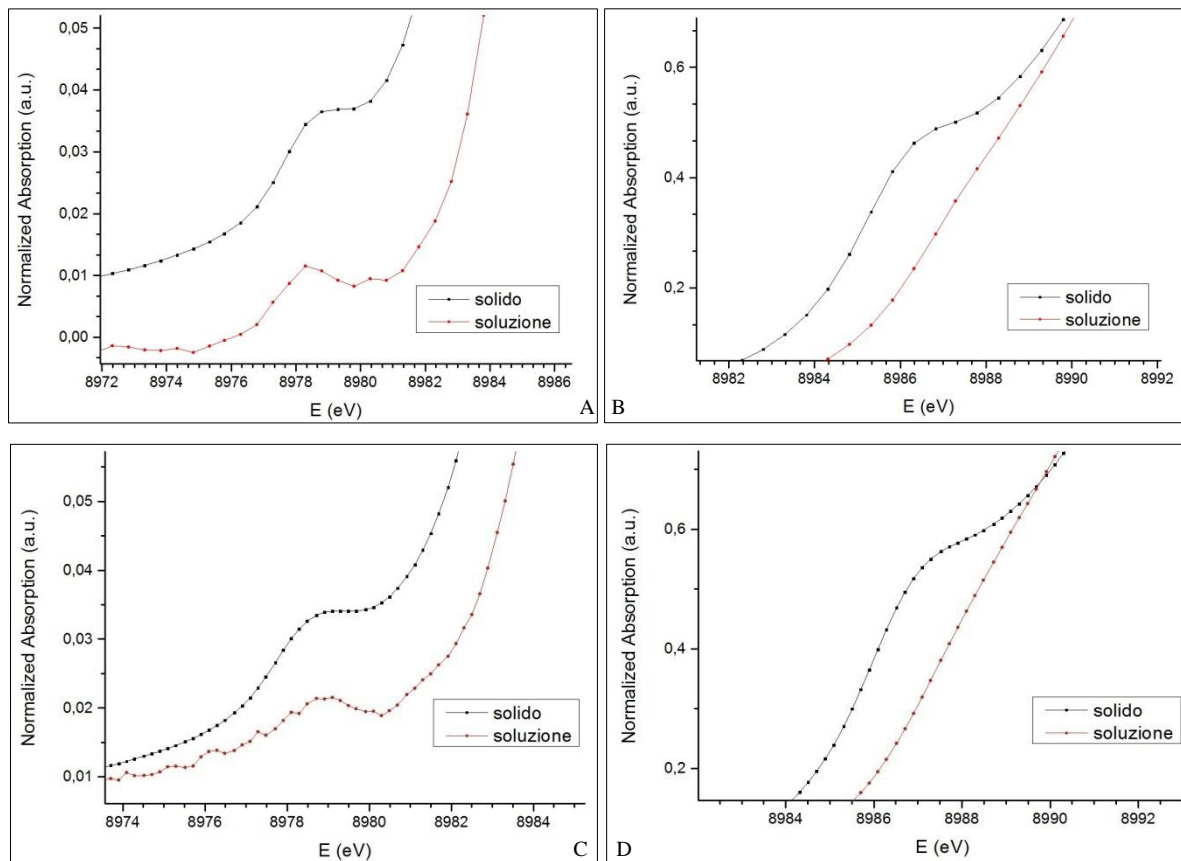 Normalized Absorption (a.u.)
0,05
0,04
0,03
0,02
0,01
0,00
solido
soluzione
8972 8974 8976 8978 8980 8982 8984 8986
E (eV)
A
Normalized Absorption (a.u.)
0,6
0,4
0,2
solido
soluzione
8982 8984 8986 8988 8990 8992
E (eV)
B
Normalized Absorption (a.u.)
0,05
0,04
0,03
0,02
0,01
solido
soluzione
8974 8976 8978 8980 8982 8984
E (eV)
C
Normalized Absorption (a.u.)
0,6
0,4
0,2
solido
soluzione
8984 8986 8988 8990 8992
E (eV)
D